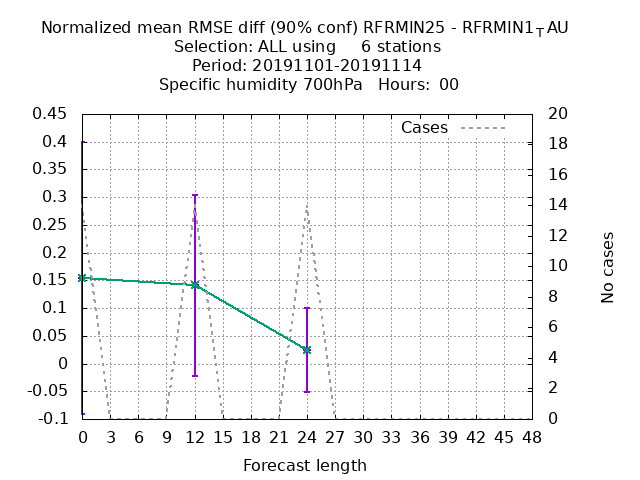 Normalized mean RMSE diff (90% conf) RFRMIN25 - RFRMIN1TAU
Selection: ALL using 6 stations
Period: 20191101-20191114
Specific humidity 700hPa Hours: 00
Cases
0.45
0.4
0.35
0.3
0.25
0.2
0.15
0.1
0.05
0
-0.05
-0.1
20
18
16
14
12
10
8
6
4
2
0
No cases
0 3 6 9 12 15 18 21 24 27 30 33 36 39 42 45 48
Forecast length